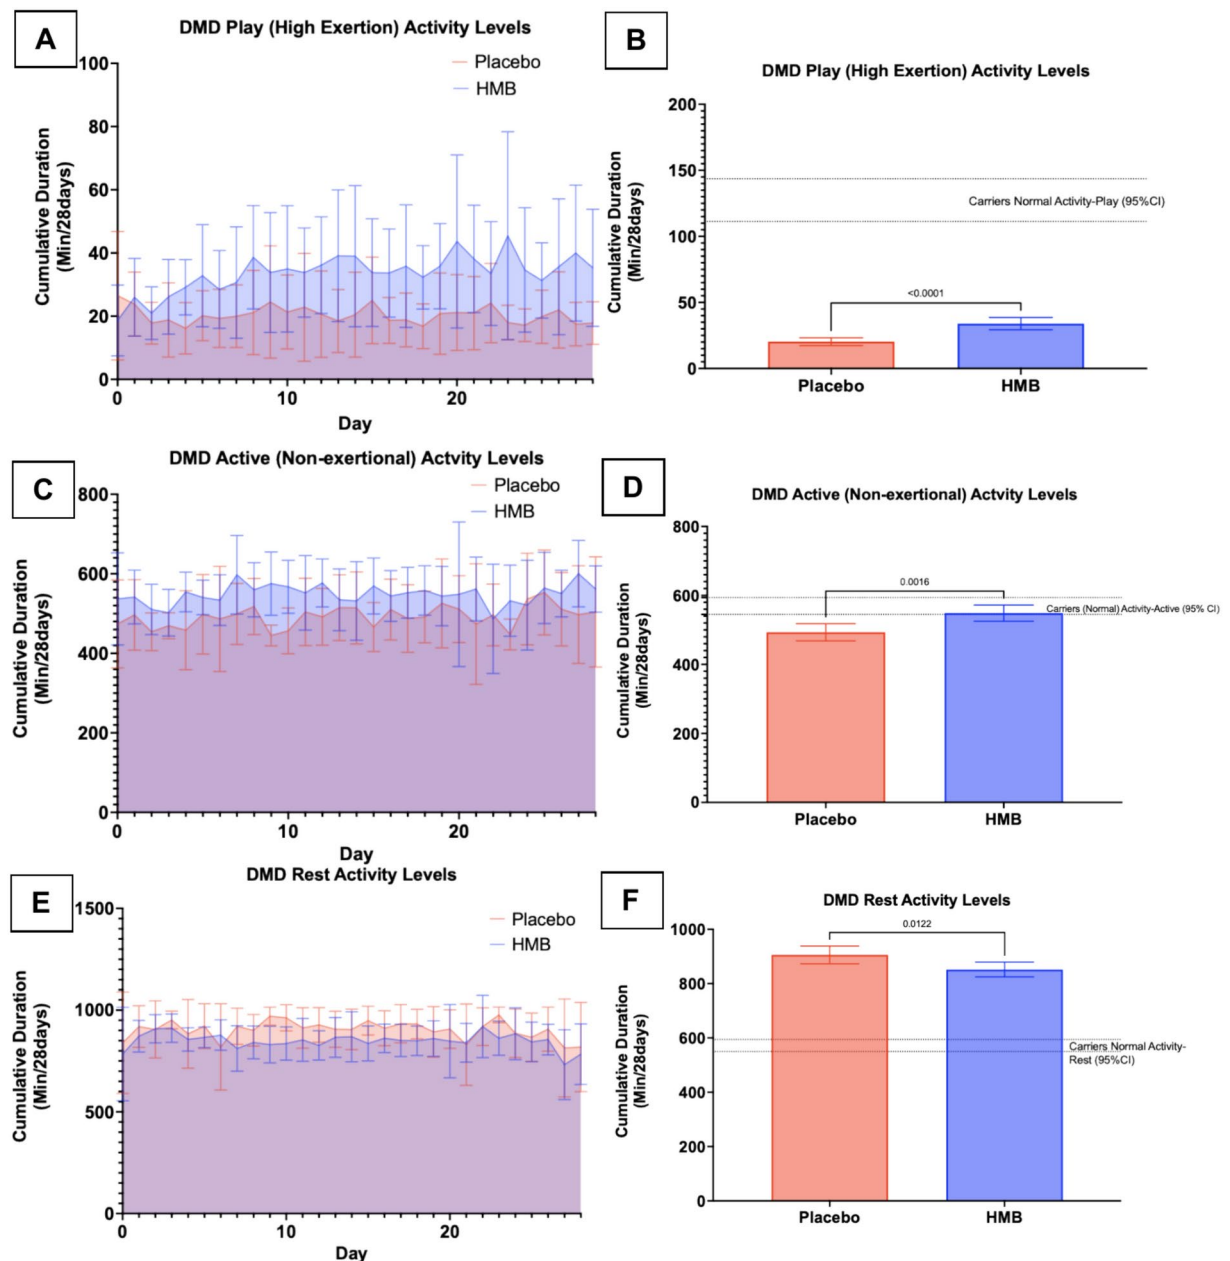 A
DMD Play (High Exertion) Activity Levels
Placebo
HMB
100
80
60
40
20
0
Cumulative Duration
(Min/28days)
0 10 20
Day
B
DMD Play (High Exertion) Activity Levels
200
150
100
50
0
Cumulative Duration
(Min/28days)
Carriers Normal Activity-Play (95%CI)
<0.0001
Placebo HMB
C
DMD Active (Non-exertional) Actvity Levels
Placebo
HMB
800
600
400
200
0
Cumulative Duration
(Min/28days)
0 10 20
Day
D
DMD Active (Non-exertional) Actvity Levels
800
600
400
200
0
Cumulative Duration
(Min/28days)
0.0016
Carriers (Normal) Activity-Active (95% CI)
Placebo HMB
E
DMD Rest Activity Levels
Placebo
HMB
1500
1000
500
0
Cumulative Duration
(Min/28days)
0 10 20
Day
F
DMD Rest Activity Levels
1000
800
600
400
200
0
Cumulative Duration
(Min/28days)
0.0122
Carriers Normal Activity-
Rest (95%CI)
Placebo HMB